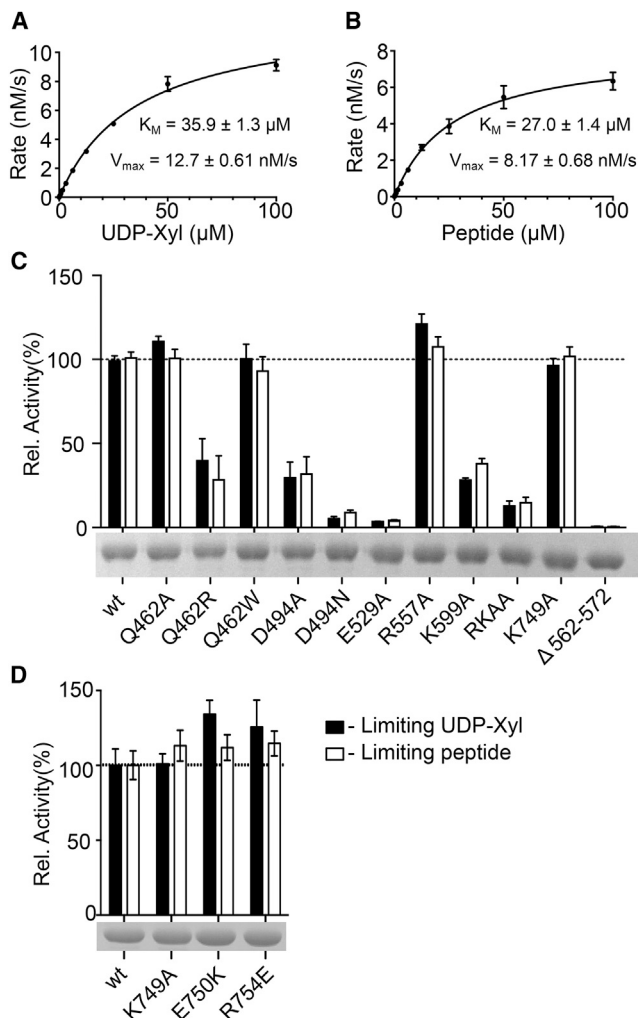 A
Rate (nM/s)
10
8
6
4
2
0
K_M = 35.9 ± 1.3 µM
V_max = 12.7 ± 0.61 nM/s
0
50
100
UDP-Xyl (µM)
B
Rate (nM/s)
8
6
4
2
0
K_M = 27.0 ± 1.4 µM
V_max = 8.17 ± 0.68 nM/s
0
50
100
Peptide (µM)
C
Rel. Activity(%)
150
100
50
0
wt
Q462A
Q462R
Q462W
D494A
D494N
E529A
R557A
K599A
RKAA
K749A
Δ562-572
D
Rel. Activity(%)
150
100
50
0
wt
K749A
E750K
R754E
- Limiting UDP-Xyl
- Limiting peptide